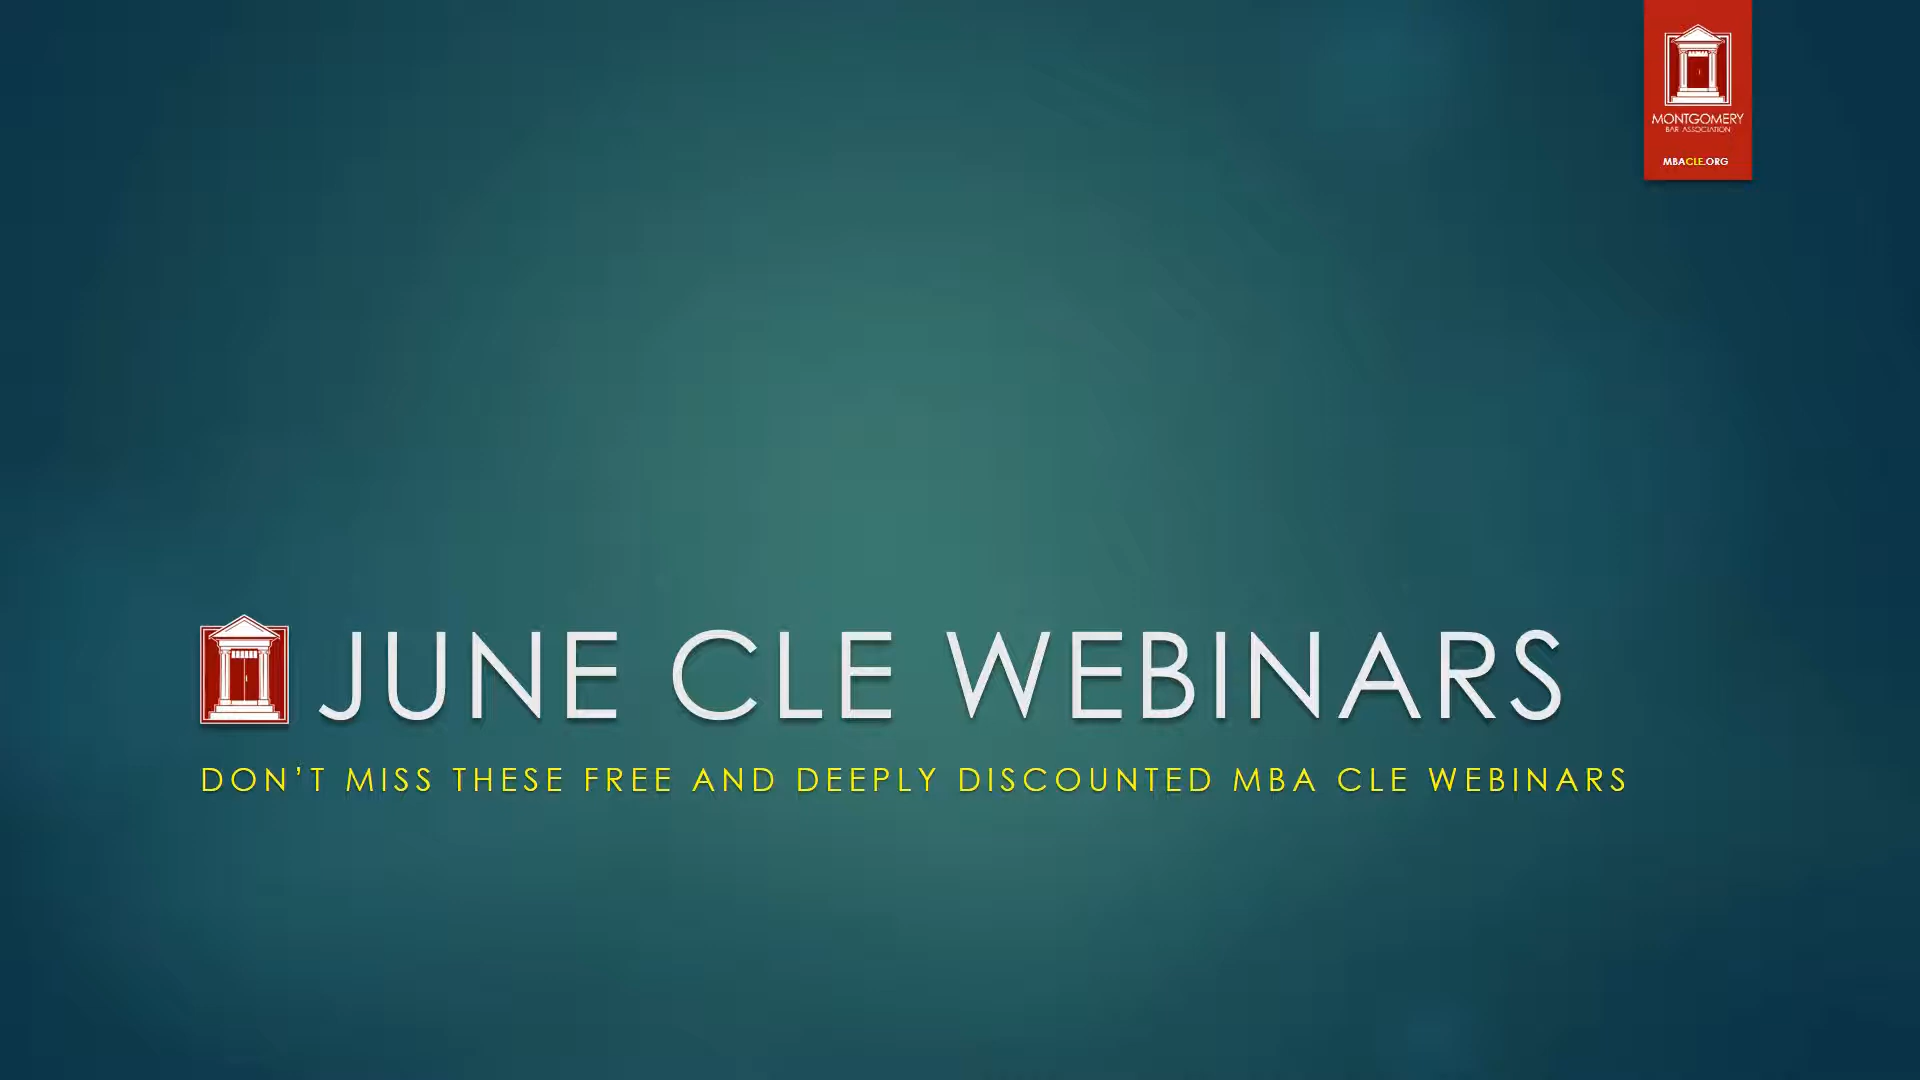 MONTGOMERY
BAR ASSOCIATION
MBACLE.ORG
JUNE CLE WEBINARS
DON’T MISS THESE FREE AND DEEPLY DISCOUNTED MBA CLE WEBINARS